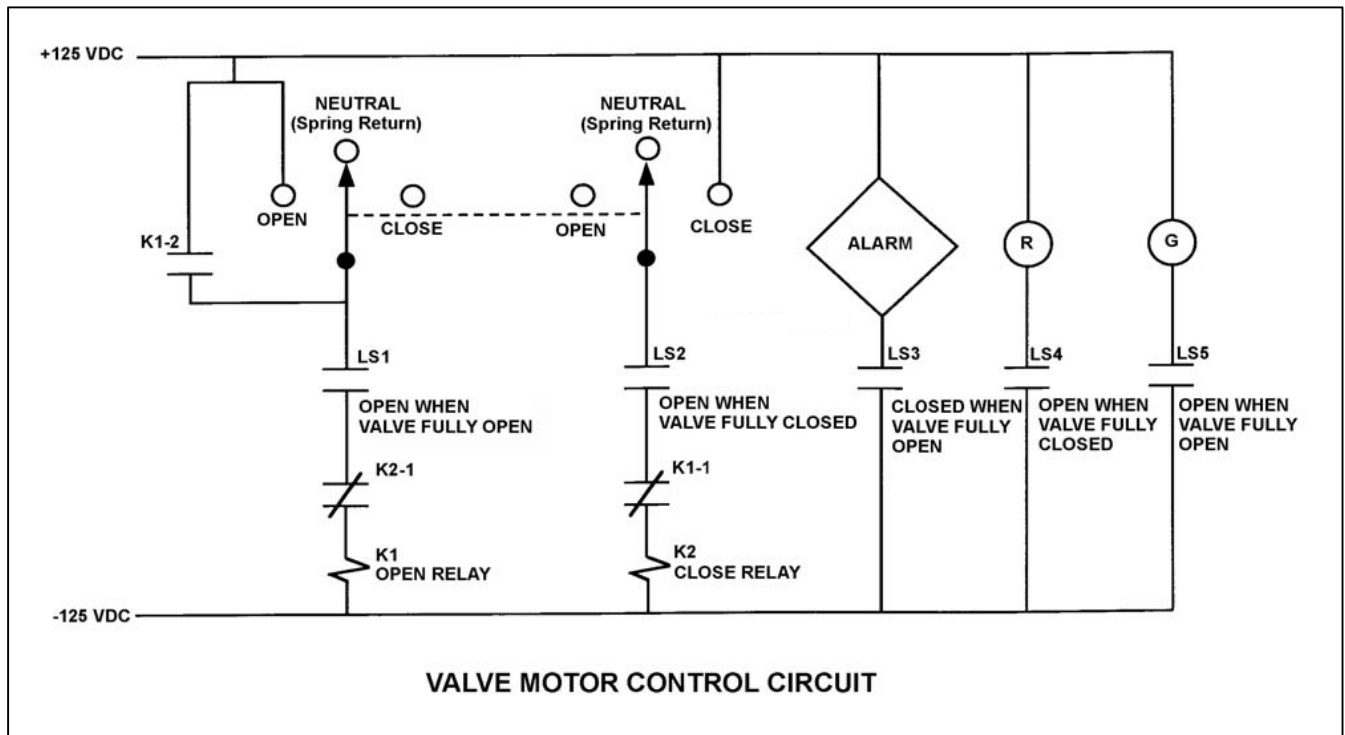 +125 VDC
NEUTRAL
(Spring Return)
NEUTRAL
(Spring Return)
OPEN
CLOSE
OPEN
CLOSE
K1-2
ALARM
R
G
LS1
OPEN WHEN
VALVE FULLY OPEN
LS2
OPEN WHEN
VALVE FULLY CLOSED
LS3
CLOSED WHEN
VALVE FULLY
OPEN
LS4
OPEN WHEN
VALVE FULLY
CLOSED
LS5
OPEN WHEN
VALVE FULLY
OPEN
K2-1
K1-1
K1
OPEN RELAY
K2
CLOSE RELAY
-125 VDC
VALVE MOTOR CONTROL CIRCUIT